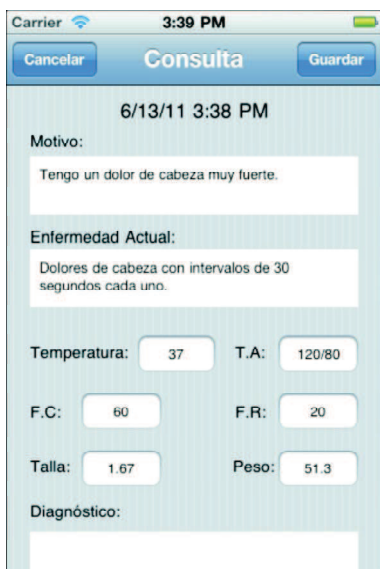 Carrier 3:39 PM
Cancelar Consulta Guardar
6/13/11 3:38 PM
Motivo:
Tengo un dolor de cabeza muy fuerte.
Enfermedad Actual:
Dolores de cabeza con intervalos de 30
segundos cada uno.
Temperatura: 37 T.A: 120/80
F.C: 60 F.R: 20
Talla: 1.67 Peso: 51.3
Diagnóstico: